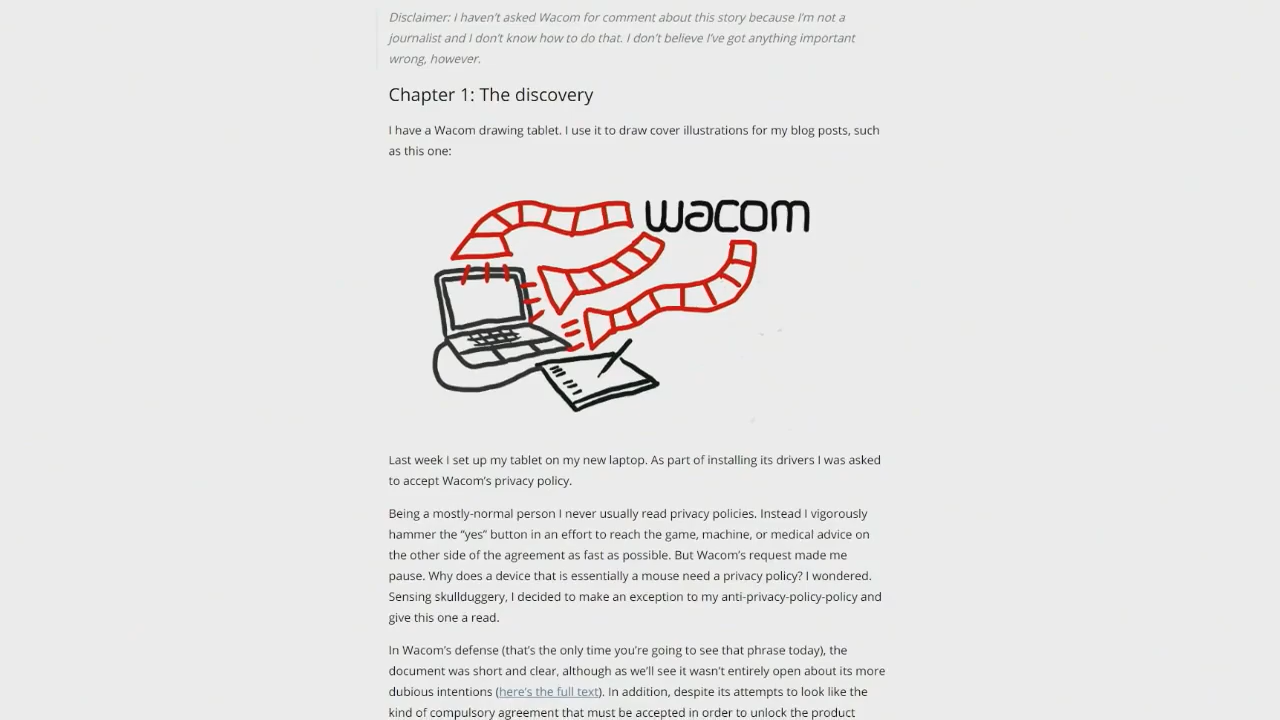 Disclaimer: I haven’t asked Wacom for comment about this story because I’m not a
journalist and I don’t know how to do that. I don’t believe I’ve got anything important
wrong, however.
Chapter 1: The discovery
I have a Wacom drawing tablet. I use it to draw cover illustrations for my blog posts, such
as this one:
wacom
Last week I set up my tablet on my new laptop. As part of installing its drivers I was asked
to accept Wacom’s privacy policy.
Being a mostly-normal person I never usually read privacy policies. Instead I vigorously
hammer the “yes” button in an effort to reach the game, machine, or medical advice on
the other side of the agreement as fast as possible. But Wacom’s request made me
pause. Why does a device that is essentially a mouse need a privacy policy? I wondered.
Sensing skullduggery, I decided to make an exception to my anti-privacy-policy-policy and
give this one a read.
In Wacom’s defense (that’s the only time you’re going to see that phrase today), the
document was short and clear, although as we’ll see it wasn’t entirely open about its more
dubious intentions (here’s the full text). In addition, despite its attempts to look like the
kind of compulsory agreement that must be accepted in order to unlock the product